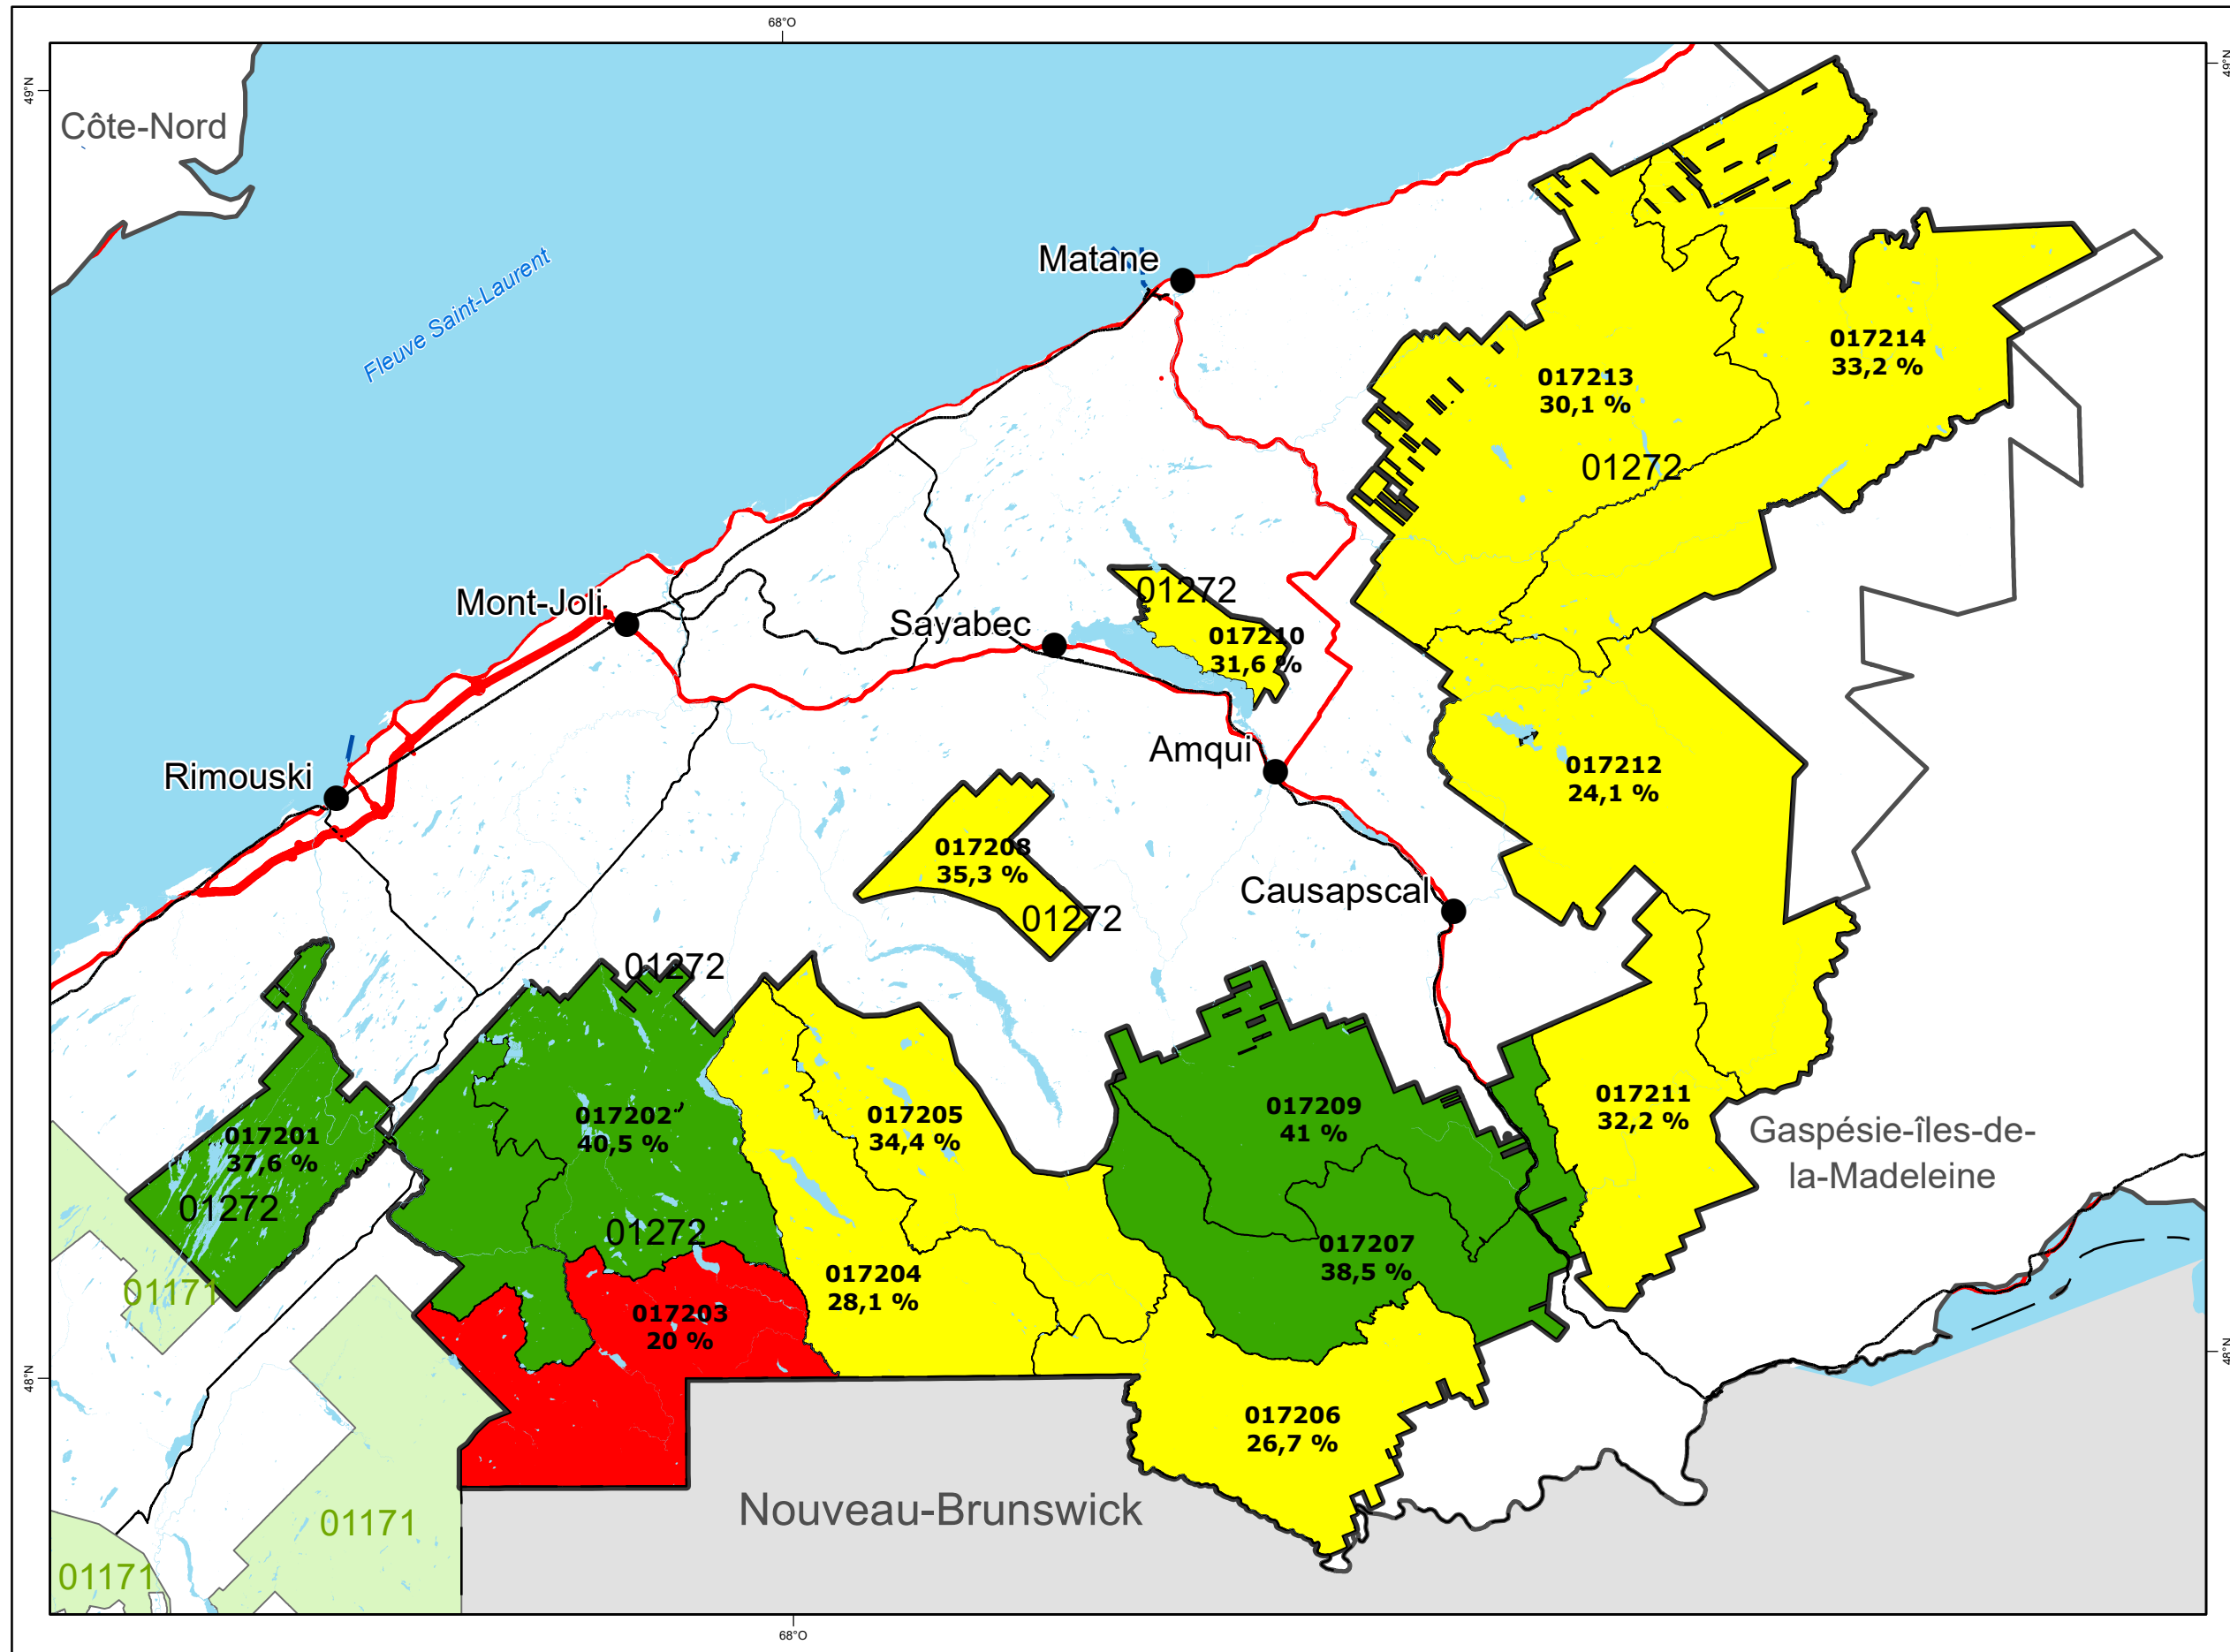 68°O
49°N
49°N
Côte-Nord
Fleuve Saint-Laurent
Matane
017214
33,2 %
017213
30,1 %
01272
01272
Mont-Joli
Sayabec
017210
31,6 %
Amqui
Rimouski
017212
24,1 %
017208
35,3 %
Causapscal
01272
01272
017201
37,6 %
01272
017202
40,5 %
017205
34,4 %
017209
41 %
017211
32,2 %
Gaspésie-îles-de-
la-Madeleine
01272
017207
38,5 %
01171
017204
28,1 %
017203
20 %
48°N
48°N
017206
26,7 %
Nouveau-Brunswick
01171
01171
68°O